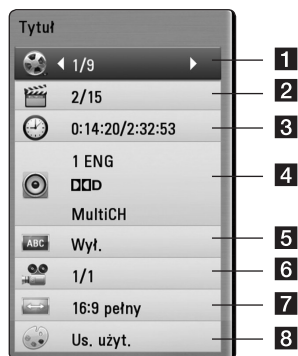 Tytuł
1/9 1
2/15 2
0:14:20/2:32:53 3
1 ENG
D 4
MultiCH
ABC Wył. 5
1/1 6
16:9 pełny 7
Us. użyt. 8